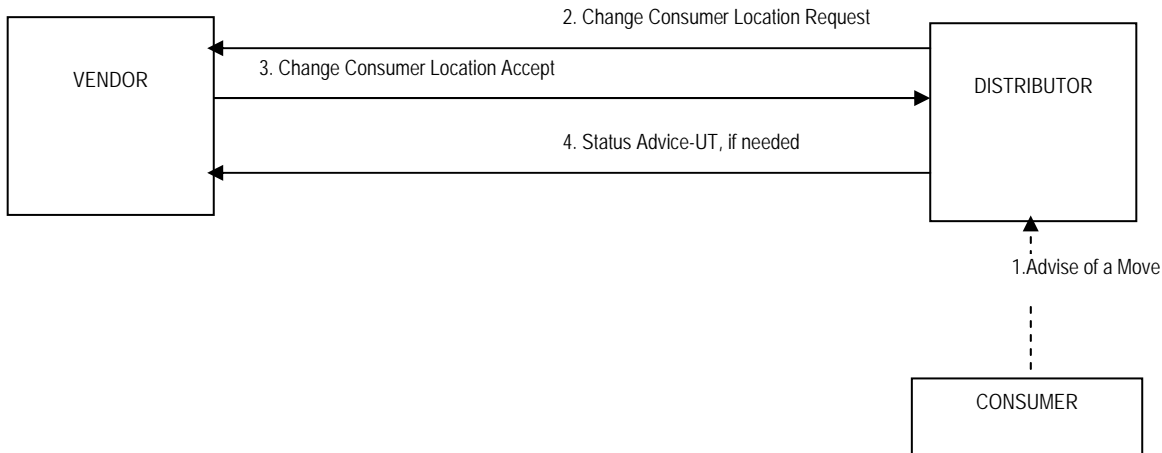 2. Change Consumer Location Request
VENDOR
3. Change Consumer Location Accept
DISTRIBUTOR
4. Status Advice-UT, if needed
1.Advise of a Move
CONSUMER